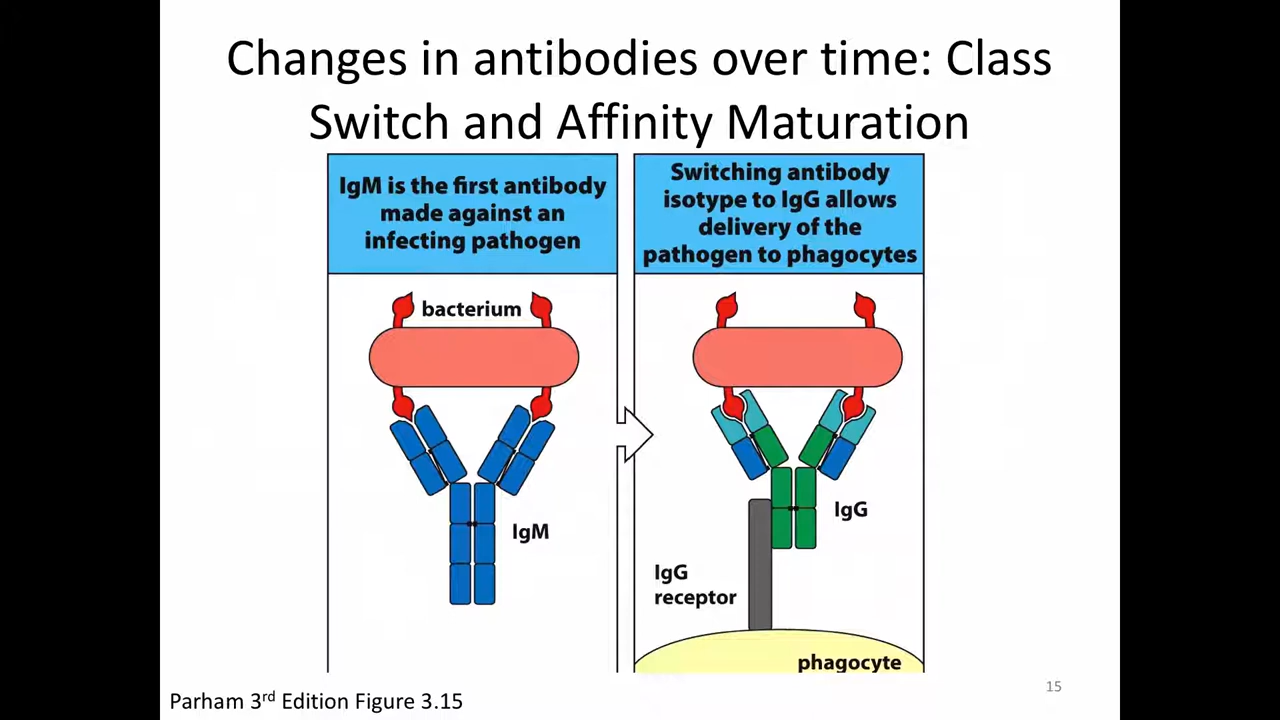 Changes in antibodies over time: Class
Switch and Affinity Maturation
IgM is the first antibody
made against an
infecting pathogen
Switching antibody
isotype to IgG allows
delivery of the
pathogen to phagocytes
bacterium
IgM
IgG
IgG
receptor
phagocyte
Parham 3rd Edition Figure 3.15
15